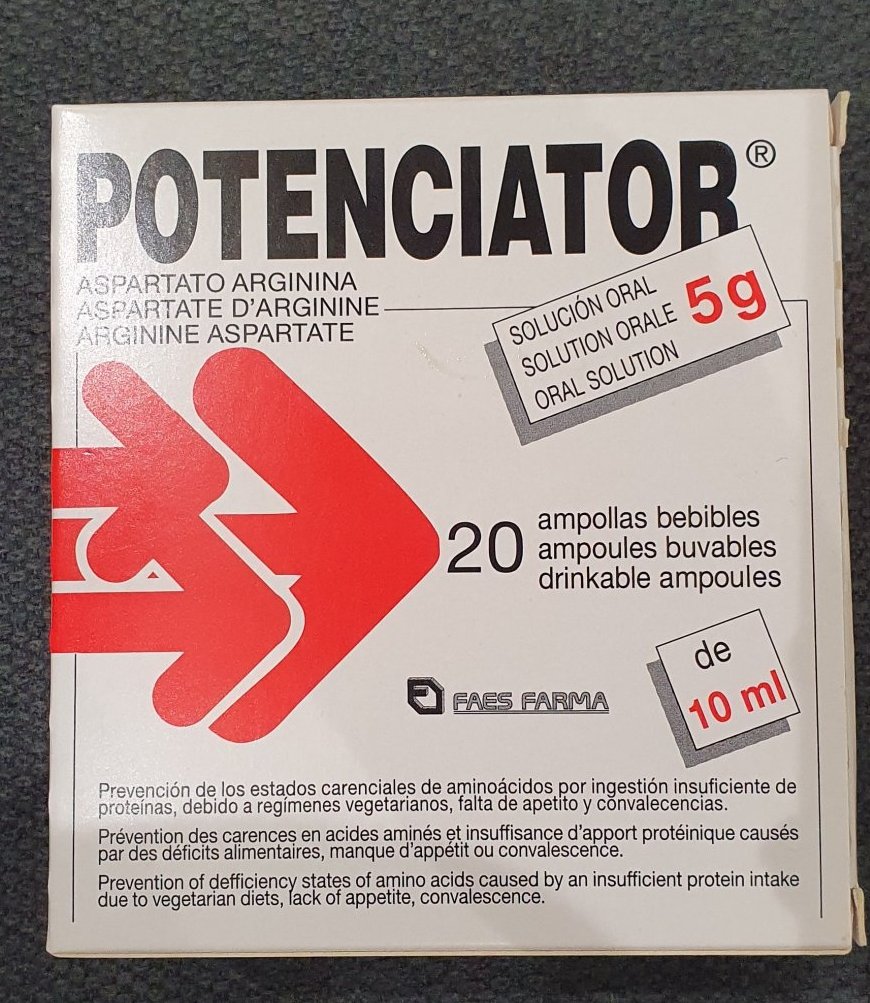 POTENCIATOR®
ASPARTATO ARGININA
ASPARTATE D'ARGININE
ARGININE ASPARTATE
SOLUCIÓN ORAL
SOLUTION ORALE
ORAL SOLUTION
5g
20
ampollas bebibles
ampoules buvables
drinkable ampoules
de
10 ml
FAES FARMA
Prevención de los estados carenciales de aminoácidos por ingestión insuficiente de
proteínas, debido a regímenes vegetarianos, falta de apetito y convalecencias.
Prévention des carences en acides aminés et insuffisance d'apport protéinique causés
par des déficits alimentaires, manque d'appétit ou convalescence.
Prevention of defficiency states of amino acids caused by an insufficient protein intake
due to vegetarian diets, lack of appetite, convalescence.